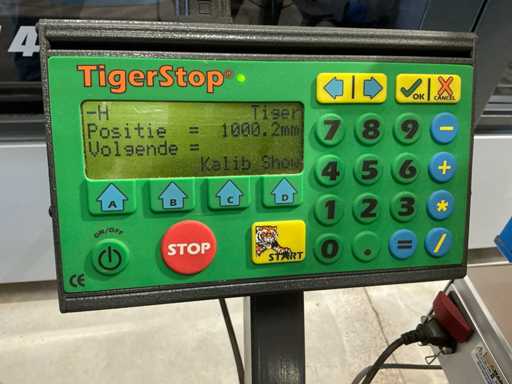 4
TigerStop®
OK
CANCEL
-H Tiger
Positie = 1000.2mm
Volgende =
Kalib Show
7 8 9 -
4 5 6 +
1 2 3 *
0 . = /
A B C D
ON/OFF
STOP
START
CE